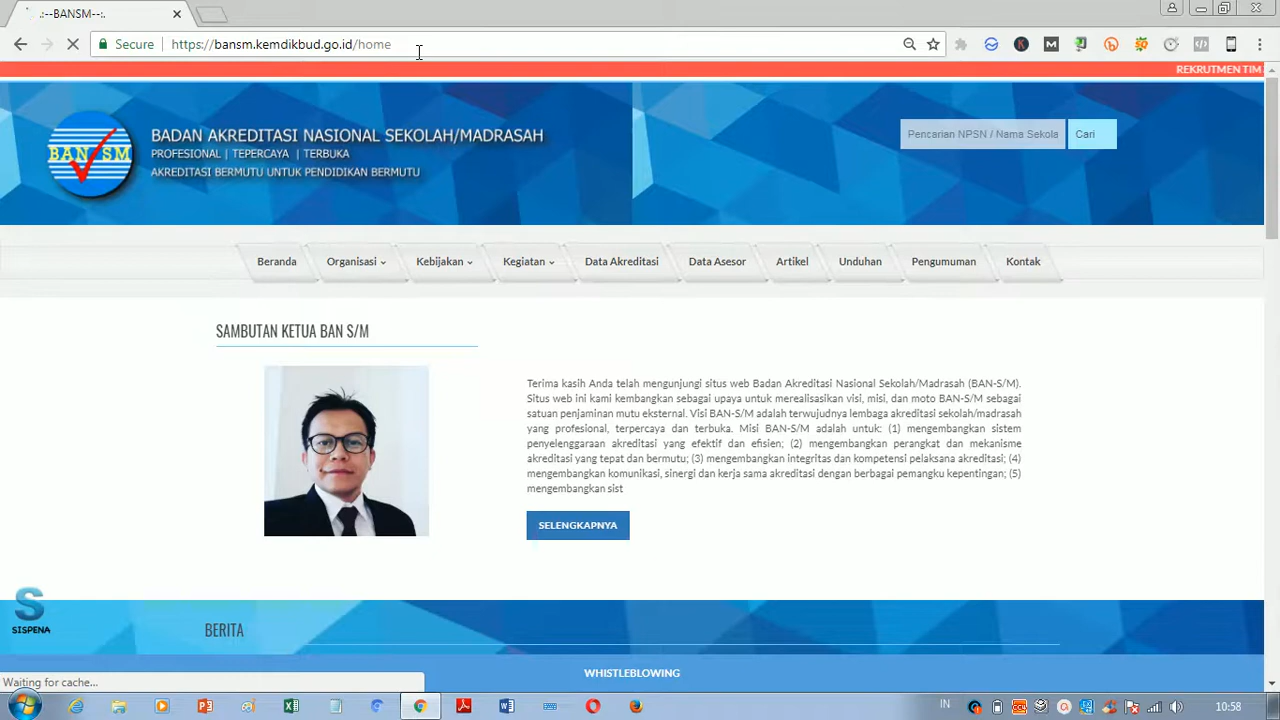 .:--BANSM--:.
Secure https://bansm.kemdikbud.go.id/home
REKRUTMEN TIM
BAN SM
BADAN AKREDITASI NASIONAL SEKOLAH/MADRASAH
PROFESIONAL | TEPERCAYA | TERBUKA
AKREDITASI BERMUTU UNTUK PENDIDIKAN BERMUTU
Pencarian NPSN / Nama Sekola Cari
Beranda Organisasi Kebijakan Kegiatan Data Akreditasi Data Asesor Artikel Unduhan Pengumuman Kontak
SAMBUTAN KETUA BAN S/M
Terima kasih Anda telah mengunjungi situs web Badan Akreditasi Nasional Sekolah/Madrasah (BAN-S/M).
Situs web ini kami kembangkan sebagai upaya untuk merealisasikan visi, misi, dan moto BAN-S/M sebagai
satuan penjaminan mutu eksternal. Visi BAN-S/M adalah terwujudnya lembaga akreditasi sekolah/madrasah
yang profesional, terpercaya dan terbuka. Misi BAN-S/M adalah untuk: (1) mengembangkan sistem
penyelenggaraan akreditasi yang efektif dan efisien; (2) mengembangkan perangkat dan mekanisme
akreditasi yang tepat dan bermutu; (3) mengembangkan integritas dan kompetensi pelaksana akreditasi; (4)
mengembangkan komunikasi, sinergi dan kerja sama akreditasi dengan berbagai pemangku kepentingan; (5)
mengembangkan sist
SELENGKAPNYA
S
SISPENA
BERITA
WHISTLEBLOWING
Waiting for cache...
IN 10:58